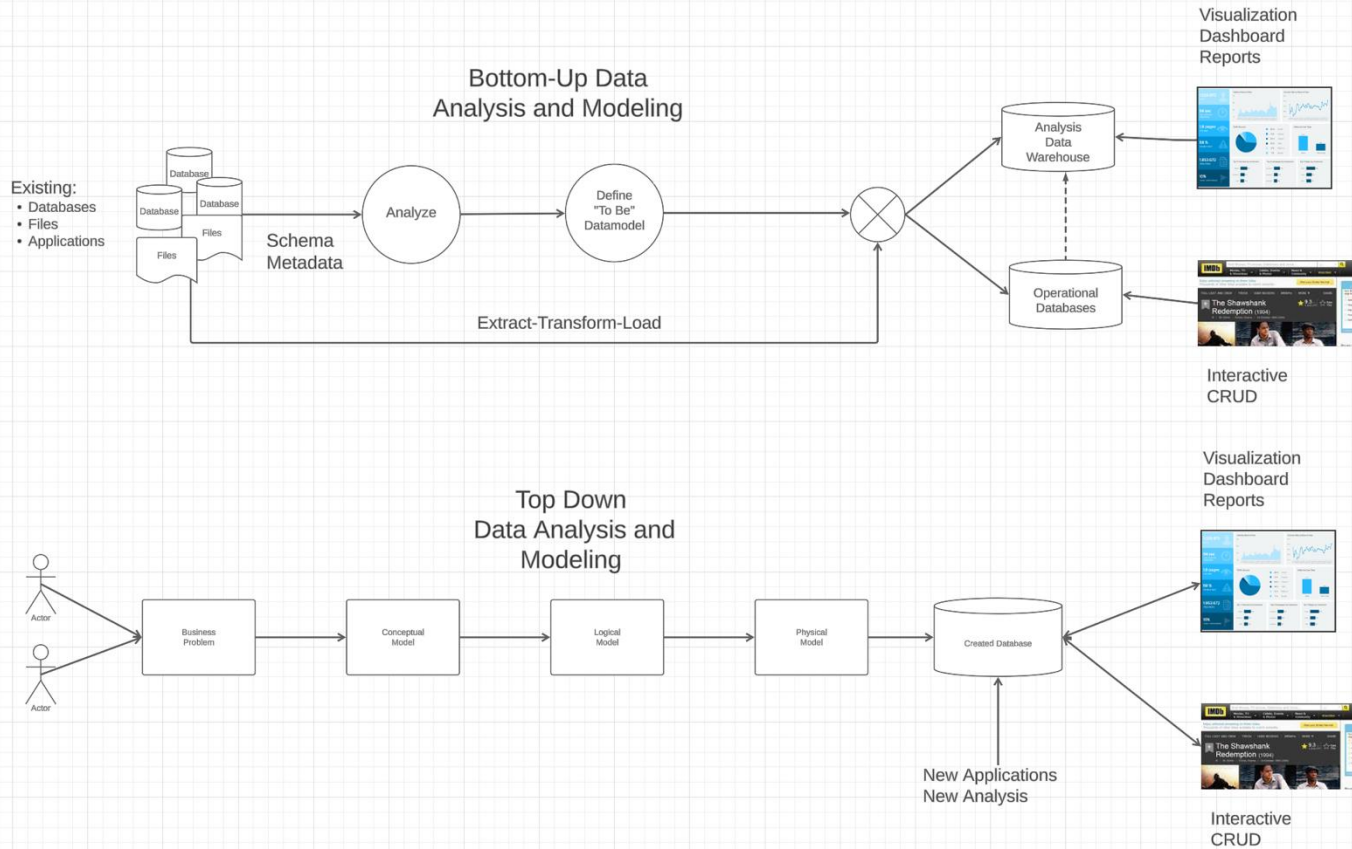 Visualization
Dashboard
Reports
Bottom-Up Data
Analysis and Modeling
Existing:
• Databases
• Files
• Applications
Database
Database
Database
Files
Files
Schema
Metadata
Analyze
Define
"To Be"
Datamodel
Extract-Transform-Load
Analysis
Data
Warehouse
Operational
Databases
IMDb
The Shawshank
Redemption (1994)
Interactive
CRUD
Top Down
Data Analysis and
Modeling
Visualization
Dashboard
Reports
Actor
Actor
Business
Problem
Conceptual
Model
Logical
Model
Physical
Model
Created Database
New Applications
New Analysis
IMDb
The Shawshank
Redemption (1994)
Interactive
CRUD